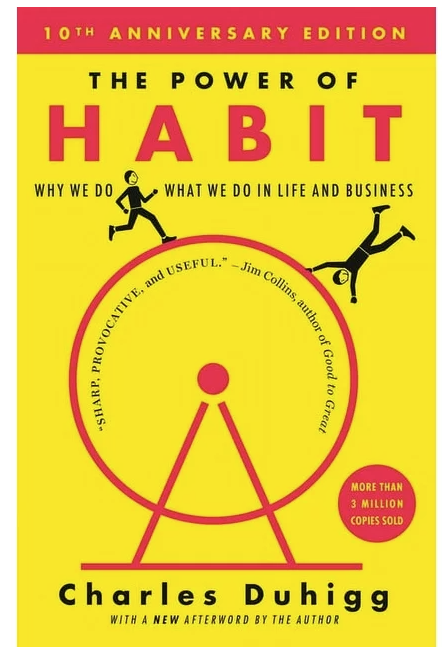 10TH ANNIVERSARY EDITION
THE POWER OF
HABIT
WHY WE DO WHAT WE DO IN LIFE AND BUSINESS
"SHARP, PROVOCATIVE, and USEFUL." –Jim Collins, author of Good to Great
MORE THAN
3 MILLION
COPIES SOLD
Charles Duhigg
WITH A NEW AFTERWORD BY THE AUTHOR